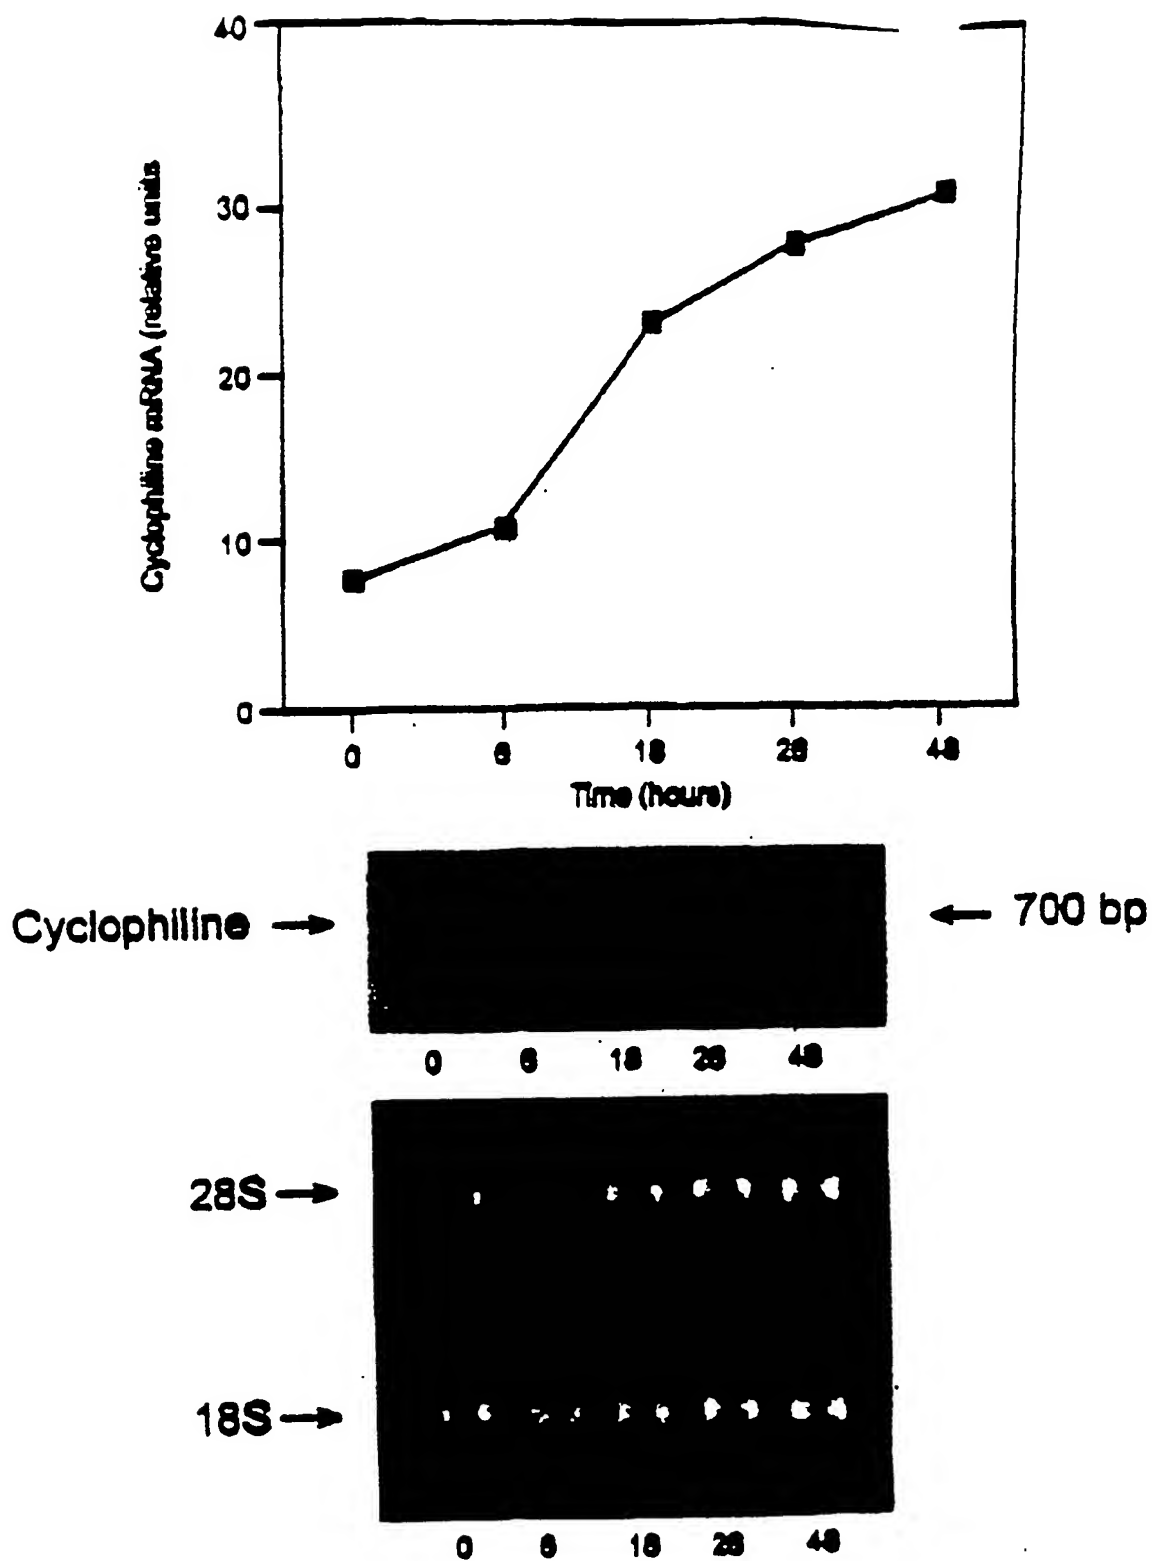 40
30
20
10
0
Cyclophiline mRNA (relative units
0 6 18 28 48
Time (hours)
Cyclophiline → ← 700 bp
0 6 18 28 48
28S →
18S →
0 6 18 28 48